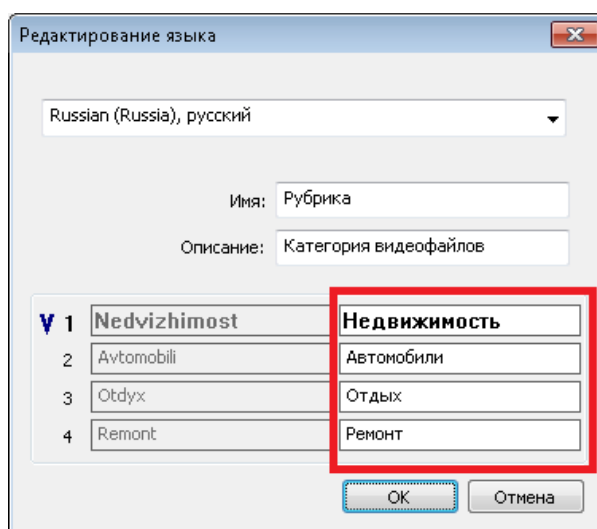 Редактирование языка
Russian (Russia), русский
Имя: Рубрика
Описание: Категория видеофайлов
V 1 Nedvizhimost Недвижимость
2 Avtomobili Автомобили
3 Otdyx Отдых
4 Remont Ремонт
OK Отмена